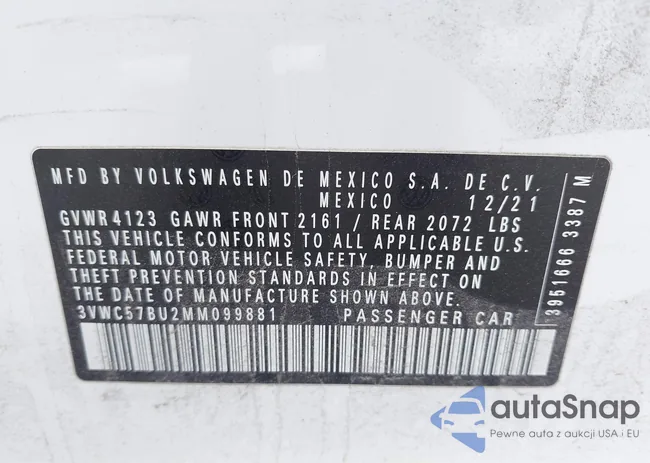 MFD BY VOLKSWAGEN DE MEXICO S.A. DE C.V.
MEXICO 12/21
GVWR 4123 GAWR FRONT 2161 / REAR 2072 LBS
THIS VEHICLE CONFORMS TO ALL APPLICABLE U.S.
FEDERAL MOTOR VEHICLE SAFETY, BUMPER AND
THEFT PREVENTION STANDARDS IN EFFECT ON
THE DATE OF MANUFACTURE SHOWN ABOVE.
3VWC57BU2MM099881 PASSENGER CAR
3951666 3387 M
autaSnap
Pewne auta z aukcji USA i EU